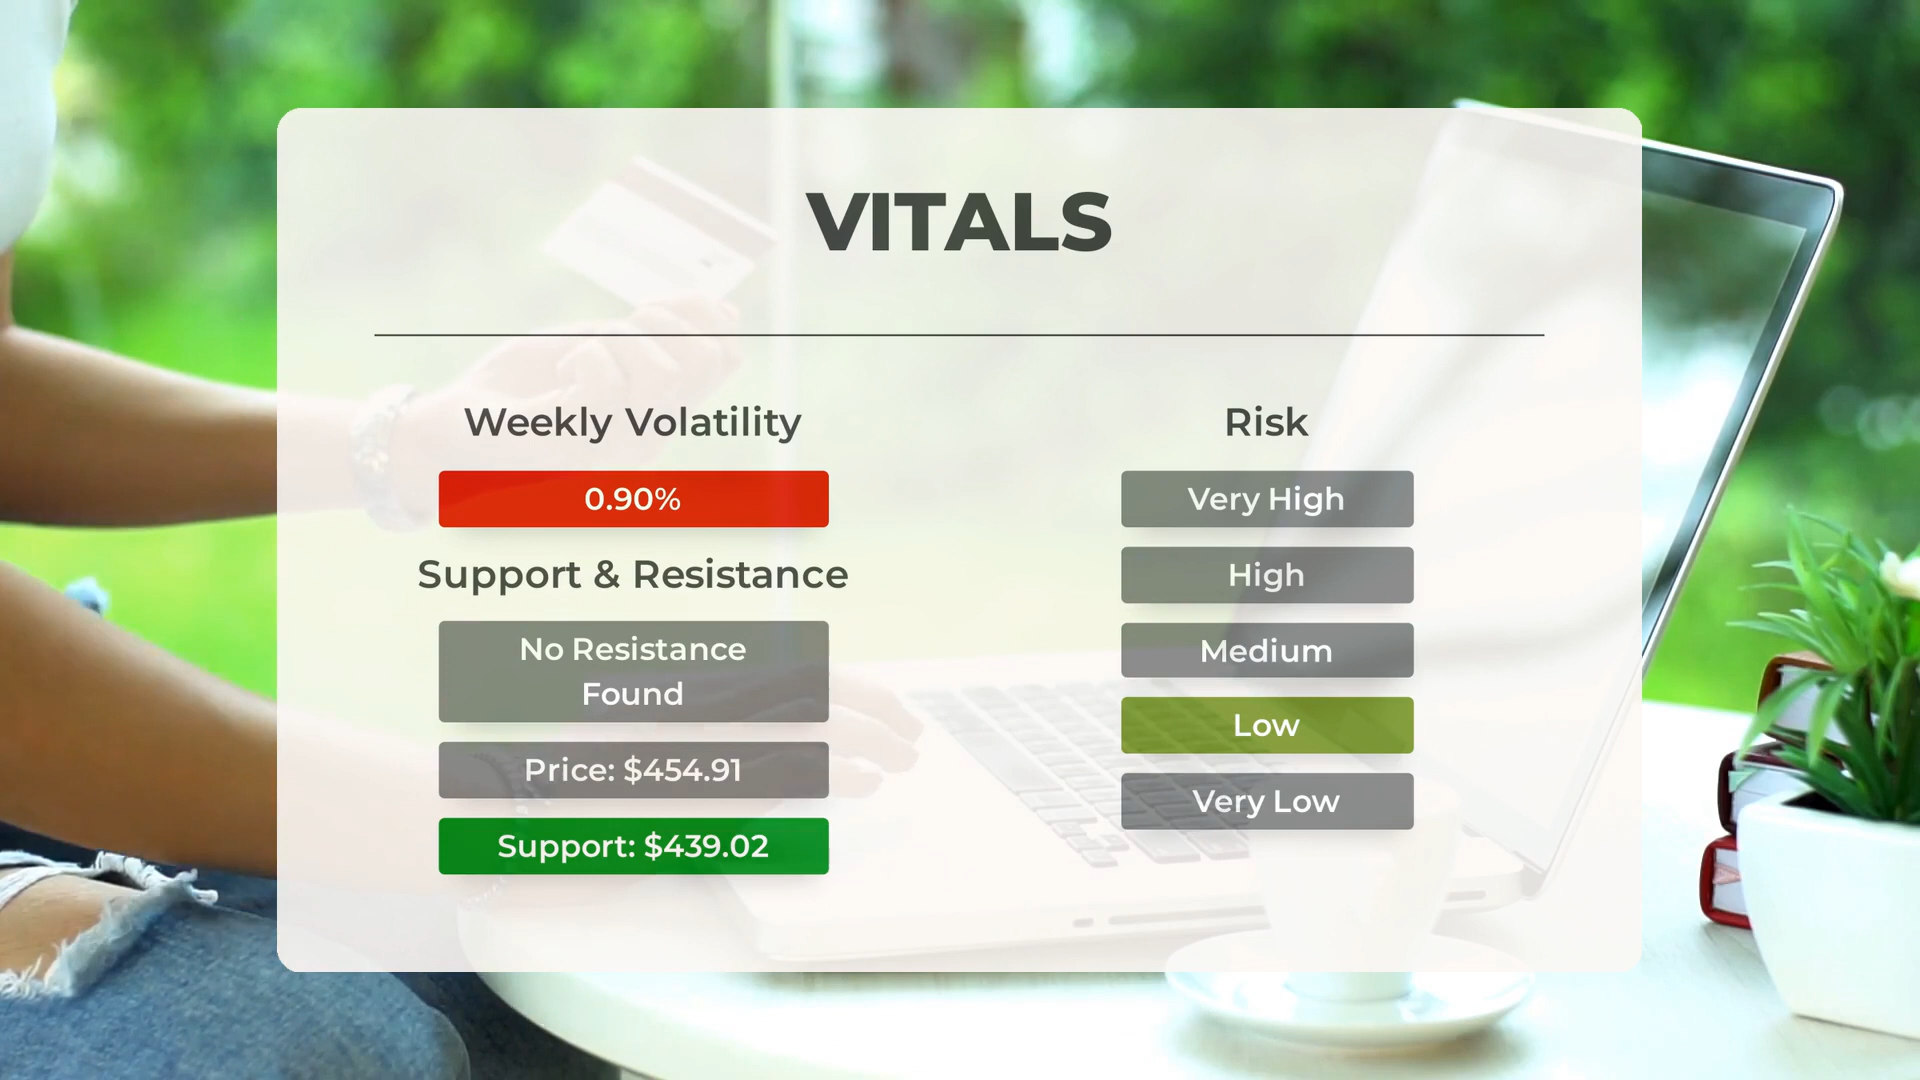 VITALS
Weekly Volatility
0.90%
Support & Resistance
No Resistance
Found
Price: $454.91
Support: $439.02
Risk
Very High
High
Medium
Low
Very Low